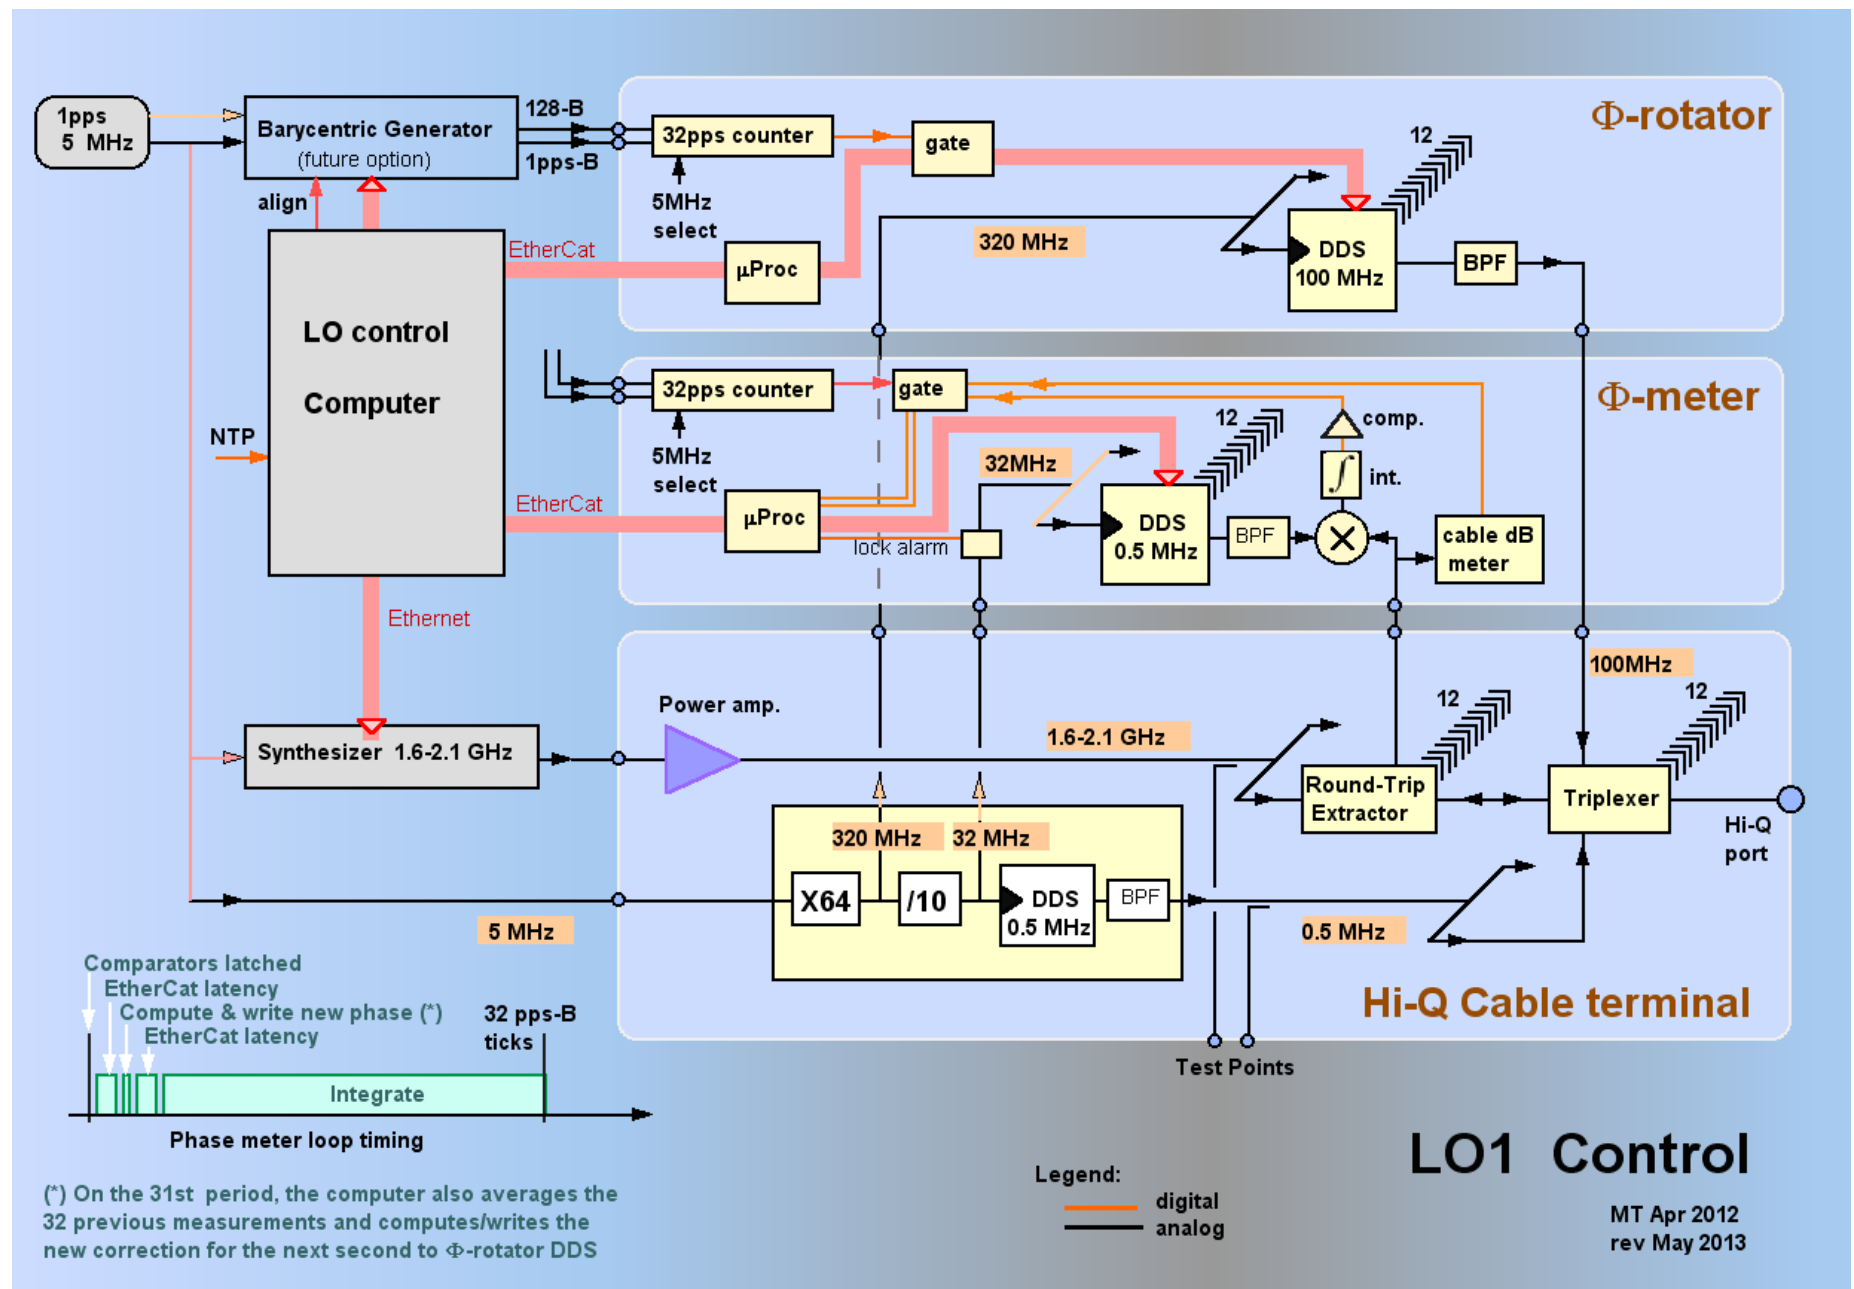 1pps
5 MHz
Barycentric Generator
(future option)
128-B
1pps-B
align
LO control
Computer
NTP
EtherCat
EtherCat
Ethernet
Synthesizer 1.6-2.1 GHz
Φ-rotator
32pps counter
gate
5MHz
select
μProc
320 MHz
12
DDS
100 MHz
BPF
Φ-meter
32pps counter
gate
5MHz
select
μProc
lock alarm
32MHz
12
DDS
0.5 MHz
BPF
X
comp.
∫
int.
cable dB
meter
100MHz
Power amp.
1.6-2.1 GHz
12
12
Round-Trip
Extractor
Triplexer
Hi-Q
port
320 MHz
32 MHz
X64
/10
DDS
0.5 MHz
BPF
5 MHz
0.5 MHz
Hi-Q Cable terminal
Test Points
Comparators latched
EtherCat latency
Compute & write new phase (*)
EtherCat latency
32 pps-B
ticks
Integrate
Phase meter loop timing
(*) On the 31st period, the computer also averages the
32 previous measurements and computes/writes the
new correction for the next second to Φ-rotator DDS
Legend:
digital
analog
LO1 Control
MT Apr 2012
rev May 2013